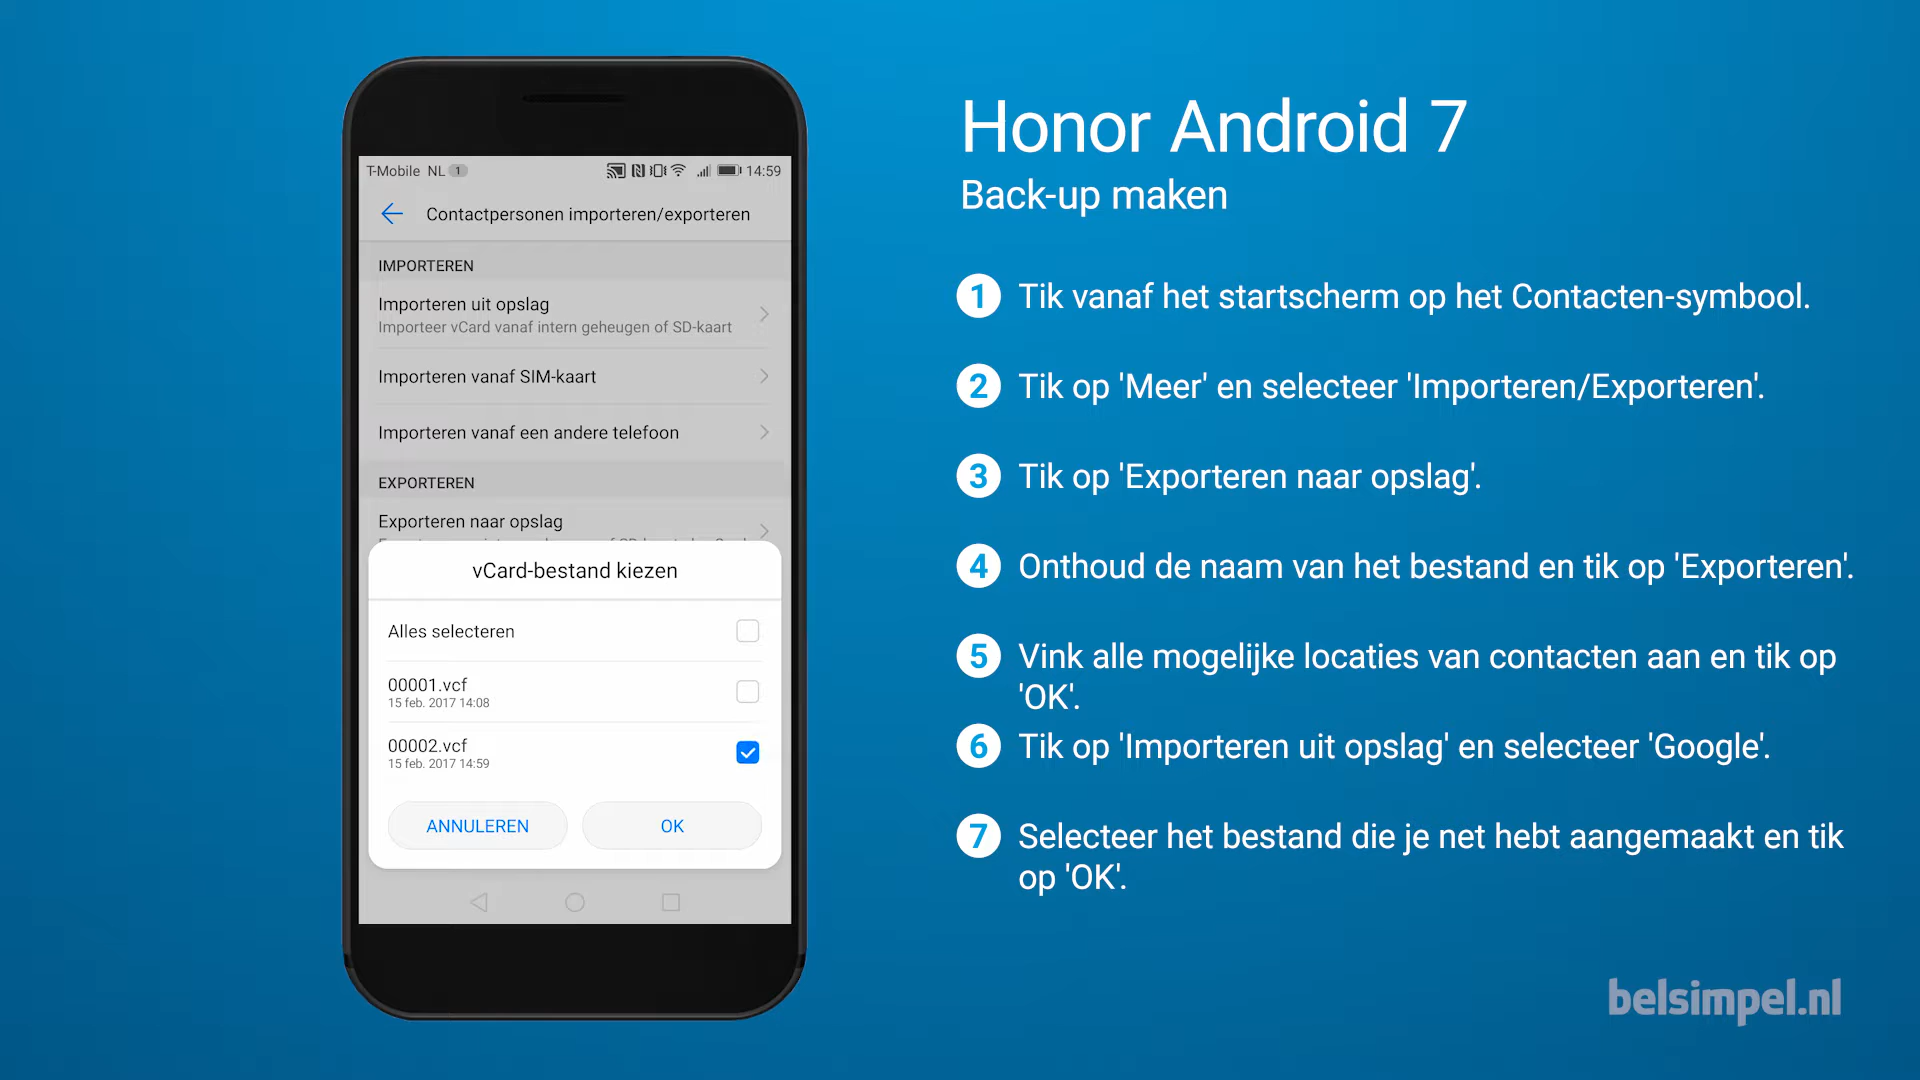 T-Mobile NL 1 14:59
Contactpersonen importeren/exporteren
IMPORTEREN
Importeren uit opslag
Importeer vCard vanaf intern geheugen of SD-kaart
Importeren vanaf SIM-kaart
Importeren vanaf een andere telefoon
EXPORTEREN
Exporteren naar opslag
vCard-bestand kiezen
Alles selecteren
00001.vcf
15 feb. 2017 14:08
00002.vcf
15 feb. 2017 14:59
ANNULEREN OK
Honor Android 7
Back-up maken
1 Tik vanaf het startscherm op het Contacten-symbool.
2 Tik op 'Meer' en selecteer 'Importeren/Exporteren'.
3 Tik op 'Exporteren naar opslag'.
4 Onthoud de naam van het bestand en tik op 'Exporteren'.
5 Vink alle mogelijke locaties van contacten aan en tik op
'OK'.
6 Tik op 'Importeren uit opslag' en selecteer 'Google'.
7 Selecteer het bestand die je net hebt aangemaakt en tik
op 'OK'.
belsimpel.nl